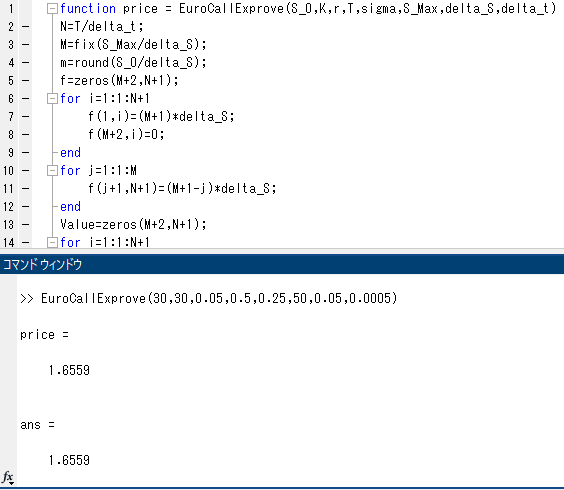 1 function price = EuroCallExprove(S_0,K,r,T,sigma,S_Max,delta_S,delta_t)
2 – N=T/delta_t;
3 – M=fix(S_Max/delta_S);
4 – m=round(S_0/delta_S);
5 – f=zeros(M+2,N+1);
6 – for i=1:1:N+1
7 – f(1,i)=(M+1)*delta_S;
8 – f(M+2,i)=0;
9 – end
10 – for j=1:1:M
11 – f(j+1,N+1)=(M+1-j)*delta_S;
12 – end
13 – Value=zeros(M+2,N+1);
14 – for i=1:1:N+1
コマンド ウィンドウ
>> EuroCallExprove(30,30,0.05,0.5,0.25,50,0.05,0.0005)
price =
1.6559
ans =
1.6559
fx